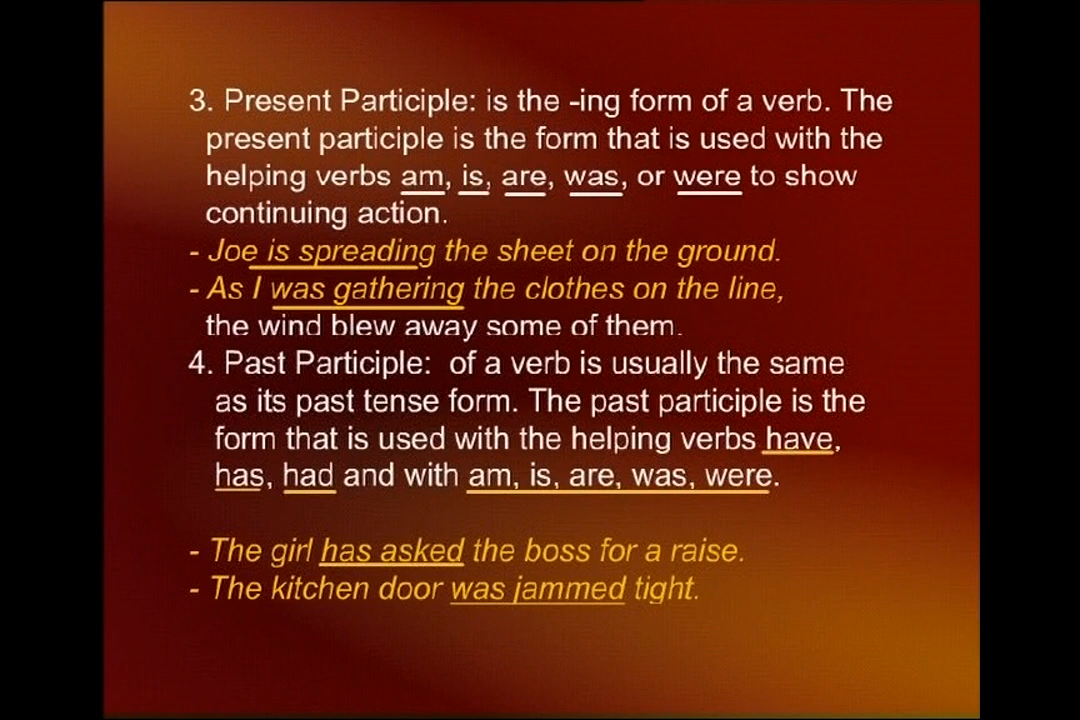 3. Present Participle: is the -ing form of a verb. The
present participle is the form that is used with the
helping verbs am, is, are, was, or were to show
continuing action.
- Joe is spreading the sheet on the ground.
- As I was gathering the clothes on the line,
the wind blew away some of them.
4. Past Participle: of a verb is usually the same
as its past tense form. The past participle is the
form that is used with the helping verbs have,
has, had and with am, is, are, was, were.
- The girl has asked the boss for a raise.
- The kitchen door was jammed tight.